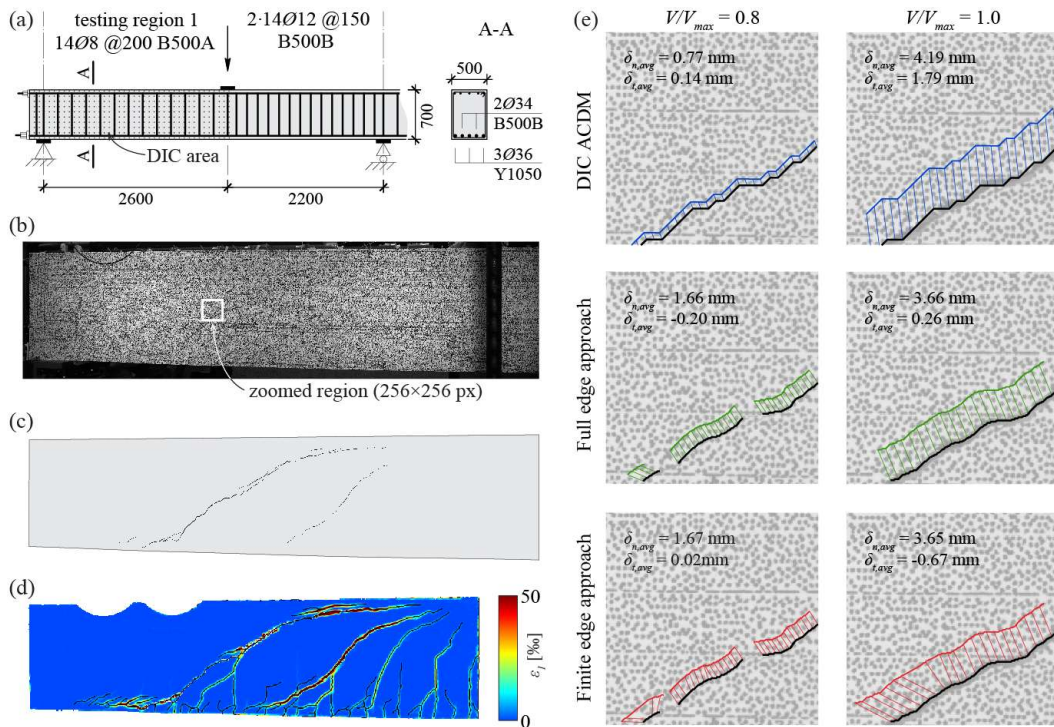 (a)
testing region 1
14Ø8 @200 B500A
2·14Ø12 @150
B500B
A-A
A
A
DIC area
2600
2200
500
700
2Ø34
B500B
3Ø36
Y1050
(b)
zoomed region (256×256 px)
(c)
(d)
50
ε1 [‰]
0
(e)
V/Vmax = 0.8
V/Vmax = 1.0
DIC ACDM
δn,avg = 0.77 mm
δt,avg = 0.14 mm
δn,avg = 4.19 mm
δt,avg = 1.79 mm
Full edge approach
δn,avg = 1.66 mm
δt,avg = -0.20 mm
δn,avg = 3.66 mm
δt,avg = 0.26 mm
Finite edge approach
δn,avg = 1.67 mm
δt,avg = 0.02mm
δn,avg = 3.65 mm
δt,avg = -0.67 mm